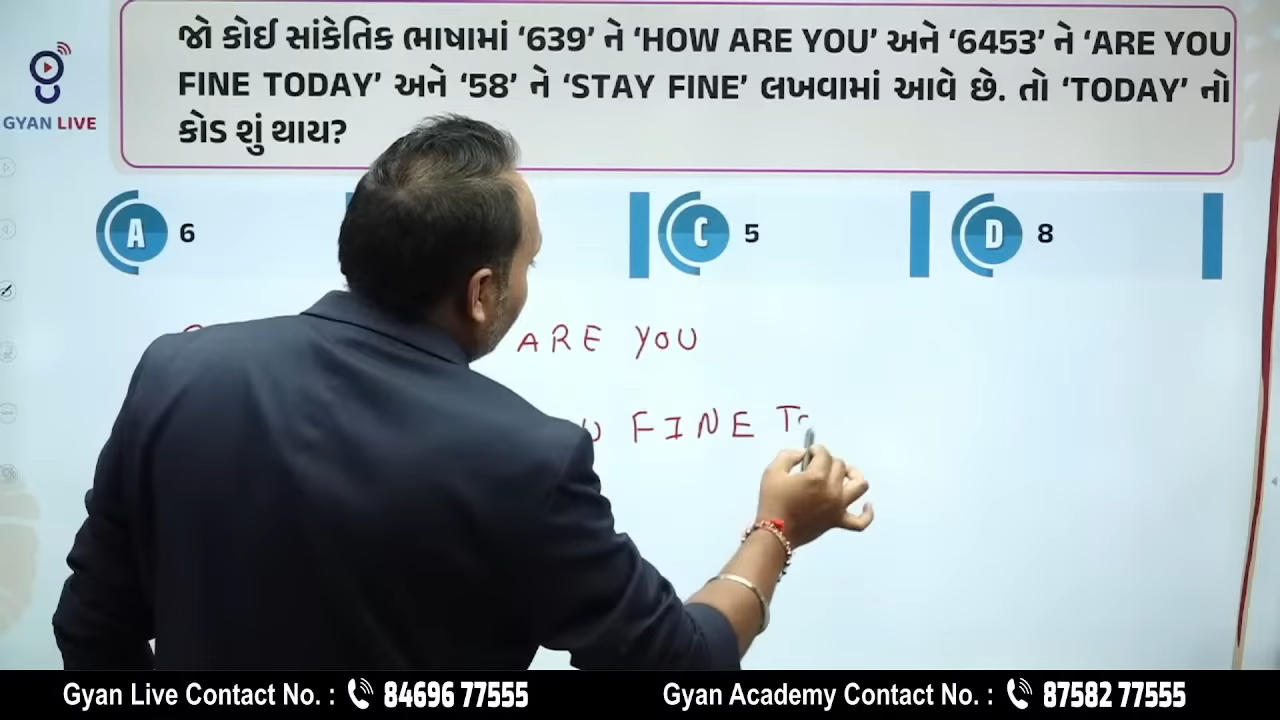 જો કોઈ સાંકેતિક ભાષામાં ‘639’ ને ‘HOW ARE YOU’ અને ‘6453’ ને ‘ARE YOU
FINE TODAY’ અને ‘58’ ને ‘STAY FINE’ લખવામાં આવે છે. તો ‘TODAY’ નો
કોડ શું થાય?
GYAN LIVE
A 6
C 5
D 8
ARE YOU
U FINE TO
Gyan Live Contact No. : 84696 77555
Gyan Academy Contact No. : 87582 77555